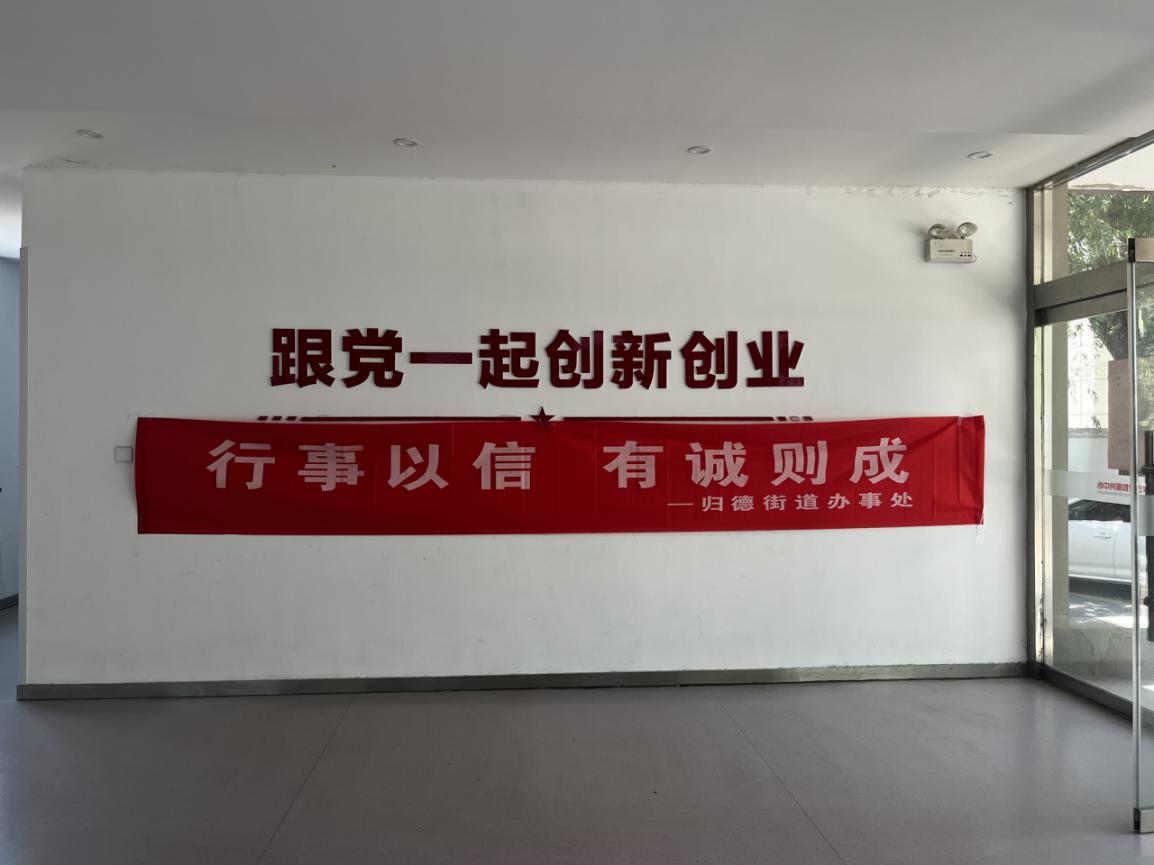 跟党一起创新创业
行事以信 有诚则成
—归德街道办事处